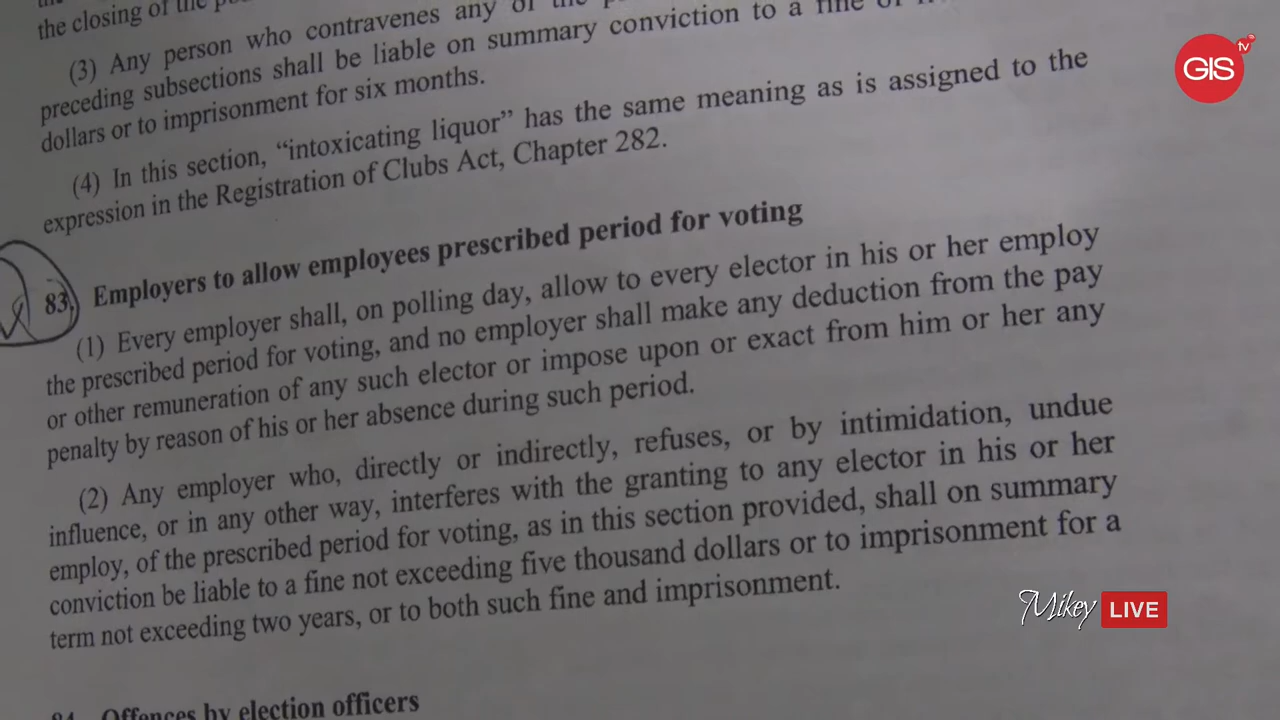 the closing of the
(3) Any person who contravenes any of the
preceding subsections shall be liable on summary conviction to a fine of
dollars or to imprisonment for six months.
(4) In this section, “intoxicating liquor” has the same meaning as is assigned to the
expression in the Registration of Clubs Act, Chapter 282.
83. Employers to allow employees prescribed period for voting
(1) Every employer shall, on polling day, allow to every elector in his or her employ
the prescribed period for voting, and no employer shall make any deduction from the pay
or other remuneration of any such elector or impose upon or exact from him or her any
penalty by reason of his or her absence during such period.
(2) Any employer who, directly or indirectly, refuses, or by intimidation, undue
influence, or in any other way, interferes with the granting to any elector in his or her
employ, of the prescribed period for voting, as in this section provided, shall on summary
conviction be liable to a fine not exceeding five thousand dollars or to imprisonment for a
term not exceeding two years, or to both such fine and imprisonment.
84. Offences by election officers
GIS tv
Mikey LIVE